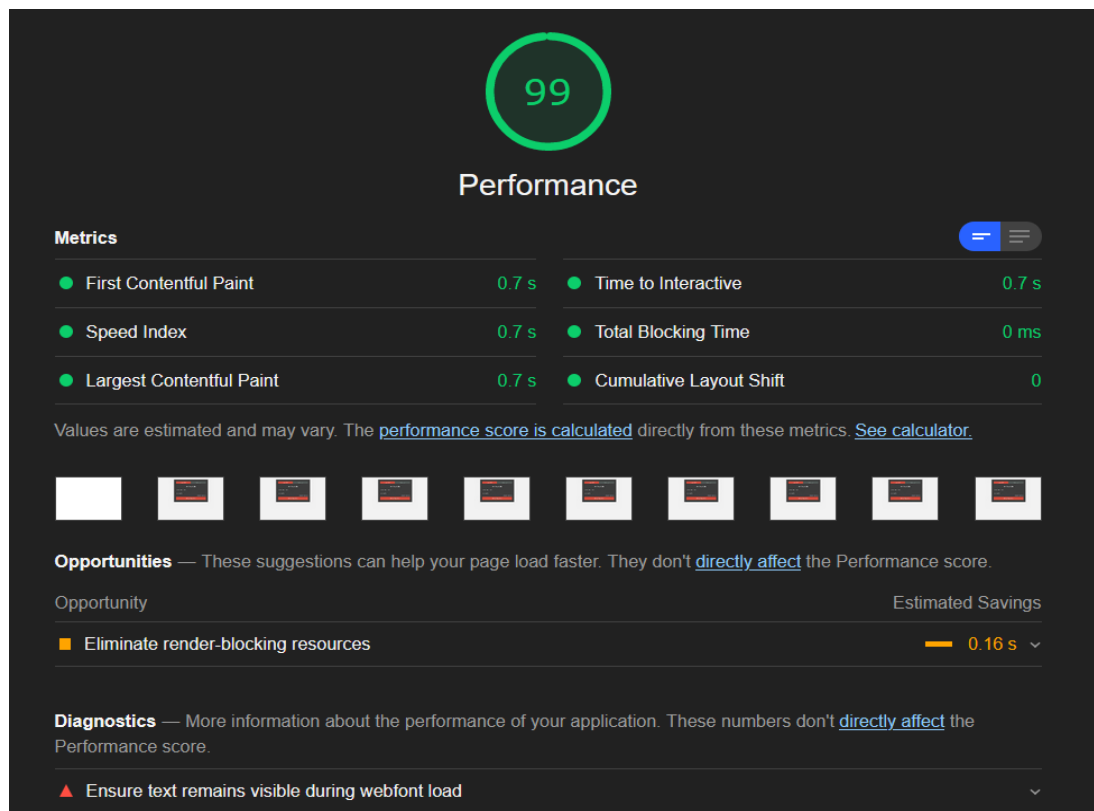 99
Performance
Metrics
First Contentful Paint 0.7 s
Time to Interactive 0.7 s
Speed Index 0.7 s
Total Blocking Time 0 ms
Largest Contentful Paint 0.7 s
Cumulative Layout Shift 0
Values are estimated and may vary. The performance score is calculated directly from these metrics. See calculator.
Opportunities — These suggestions can help your page load faster. They don't directly affect the Performance score.
Opportunity Estimated Savings
Eliminate render-blocking resources 0.16 s
Diagnostics — More information about the performance of your application. These numbers don't directly affect the
Performance score.
Ensure text remains visible during webfont load